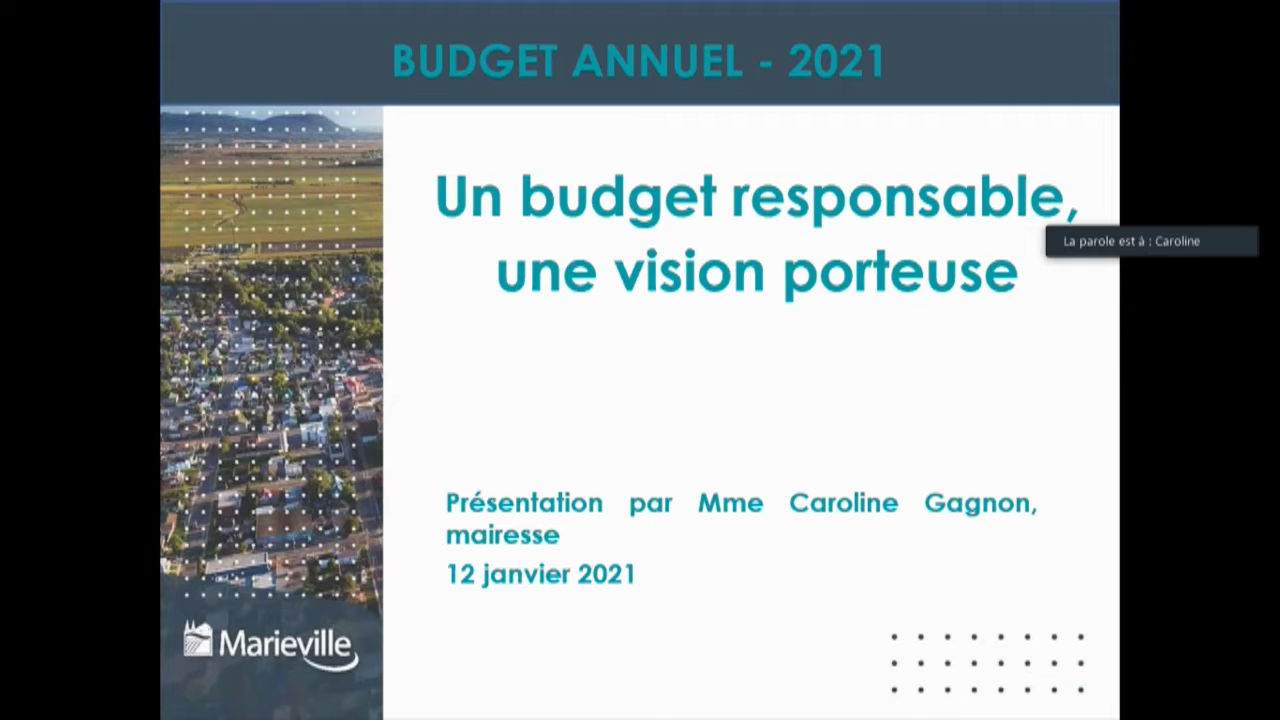 BUDGET ANNUEL - 2021
Un budget responsable,
une vision porteuse
La parole est à : Caroline
Présentation par Mme Caroline Gagnon,
mairesse
12 janvier 2021
Marieville